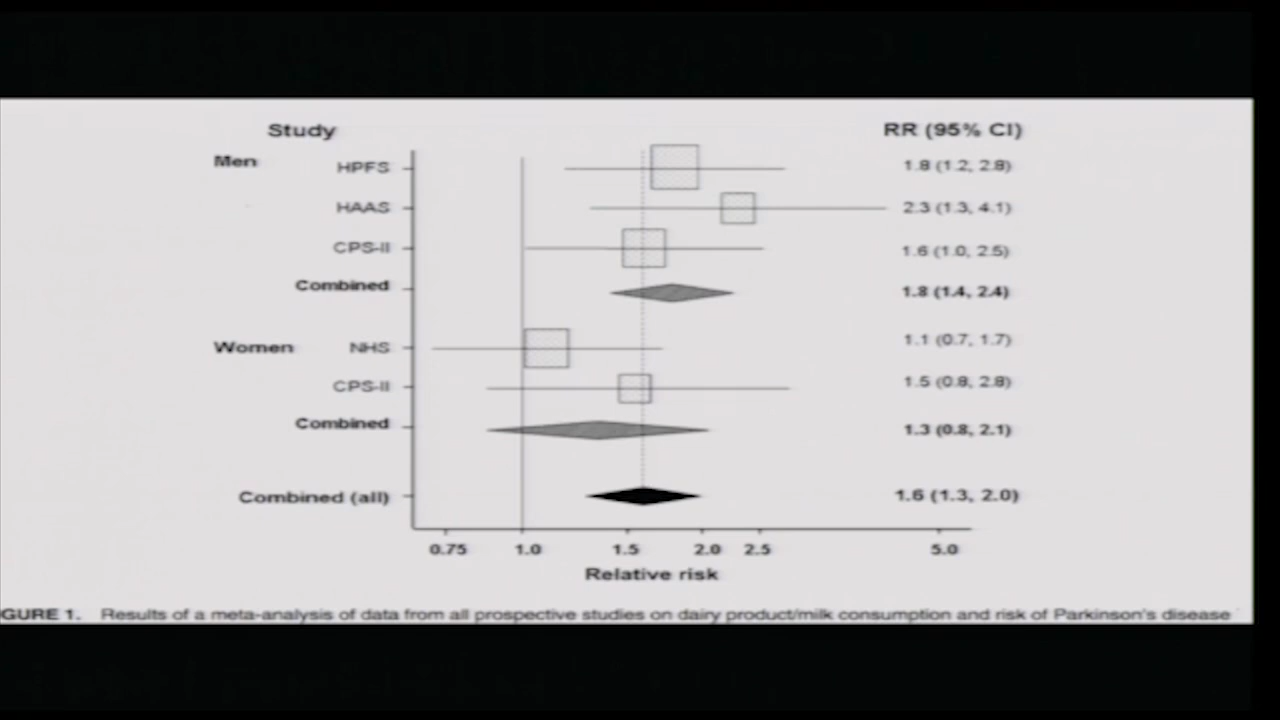 Study RR (95% CI)
Men HPFS 1.8 (1.2, 2.8)
HAAS 2.3 (1.3, 4.1)
CPS-II 1.6 (1.0, 2.5)
Combined 1.8 (1.4, 2.4)
Women NHS 1.1 (0.7, 1.7)
CPS-II 1.5 (0.8, 2.8)
Combined 1.3 (0.8, 2.1)
Combined (all) 1.6 (1.3, 2.0)
0.75 1.0 1.5 2.0 2.5 5.0
Relative risk
GURE 1. Results of a meta-analysis of data from all prospective studies on dairy product/milk consumption and risk of Parkinson's disease